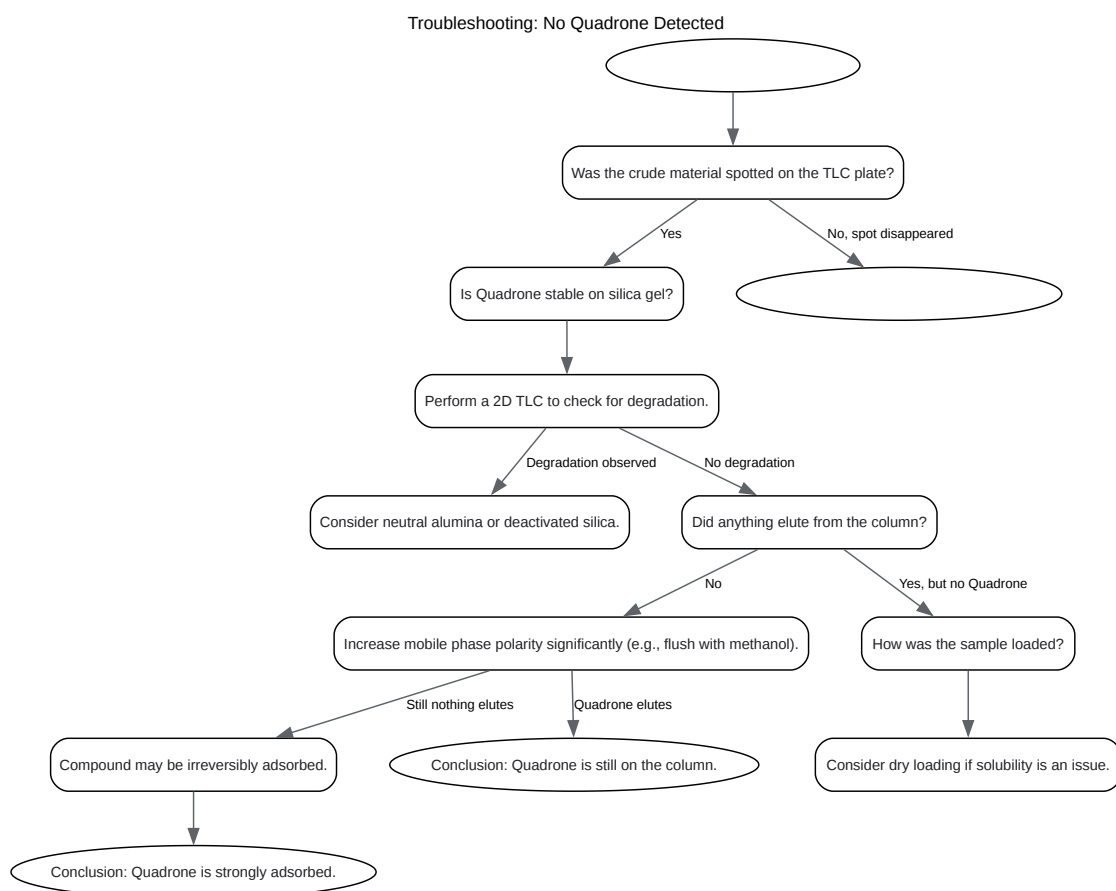 Troubleshooting: No Quadrone Detected
Was the crude material spotted on the TLC plate?
Yes
No, spot disappeared
Is Quadrone stable on silica gel?
Perform a 2D TLC to check for degradation.
Degradation observed
No degradation
Consider neutral alumina or deactivated silica.
Did anything elute from the column?
No
Yes, but no Quadrone
Increase mobile phase polarity significantly (e.g., flush with methanol).
How was the sample loaded?
Still nothing elutes
Quadrone elutes
Compound may be irreversibly adsorbed.
Conclusion: Quadrone is still on the column.
Consider dry loading if solubility is an issue.
Conclusion: Quadrone is strongly adsorbed.